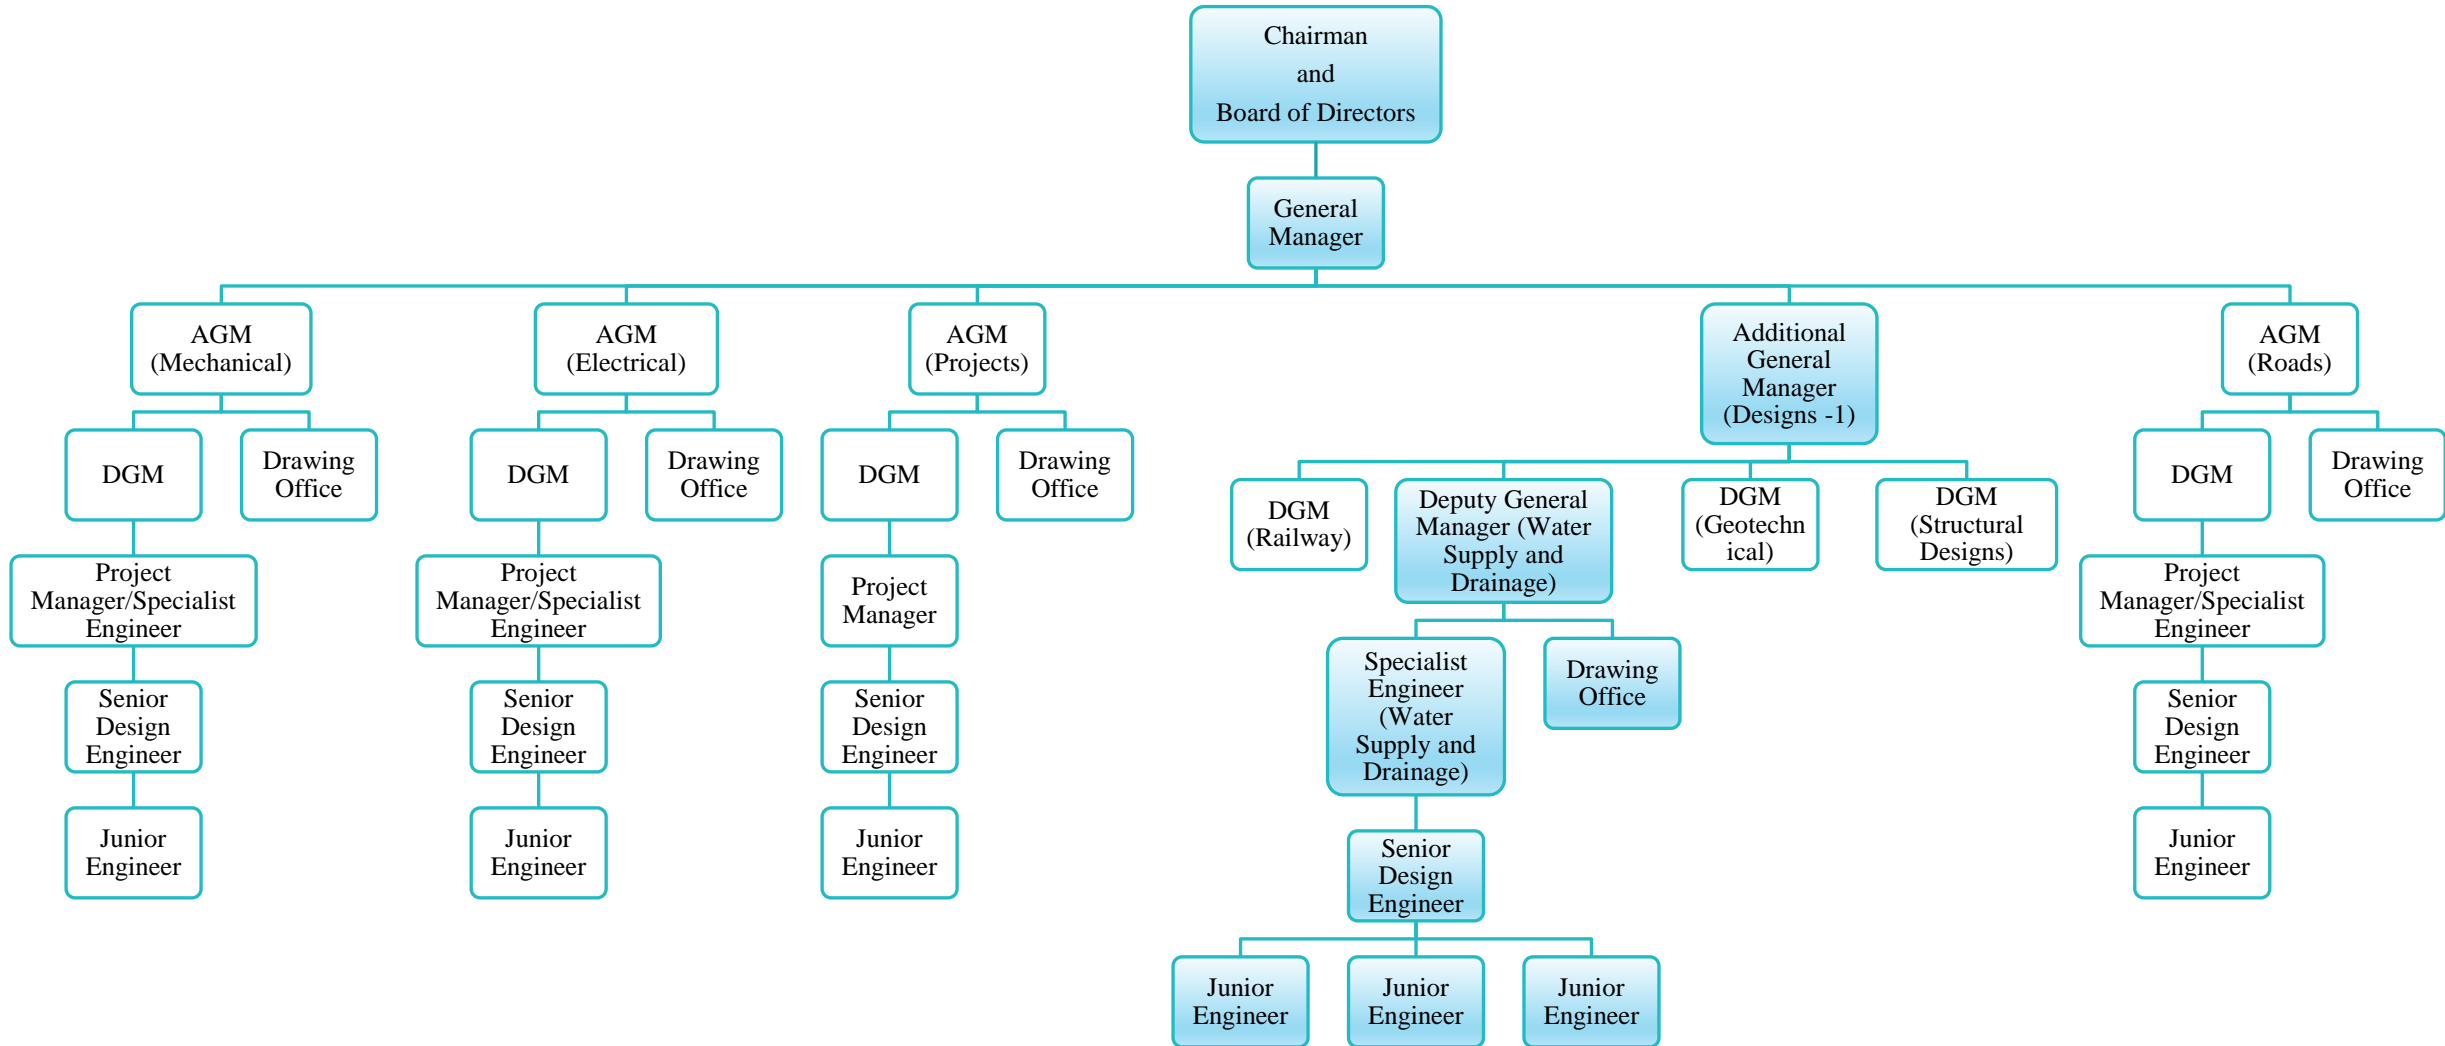 Chairman
and
Board of Directors
General
Manager
AGM
(Mechanical)
AGM
(Electrical)
AGM
(Projects)
Additional
General
Manager
(Designs -1)
AGM
(Roads)
DGM
Drawing
Office
DGM
Drawing
Office
DGM
Drawing
Office
DGM
(Railway)
Deputy General
Manager (Water
Supply and
Drainage)
DGM
(Geotechn
ical)
DGM
(Structural
Designs)
DGM
Drawing
Office
Project
Manager/Specialist
Engineer
Project
Manager/Specialist
Engineer
Project
Manager
Specialist
Engineer
(Water
Supply and
Drainage)
Drawing
Office
Project
Manager/Specialist
Engineer
Senior
Design
Engineer
Senior
Design
Engineer
Senior
Design
Engineer
Senior
Design
Engineer
Junior
Engineer
Junior
Engineer
Junior
Engineer
Senior
Design
Engineer
Junior
Engineer
Junior
Engineer
Junior
Engineer
Junior
Engineer